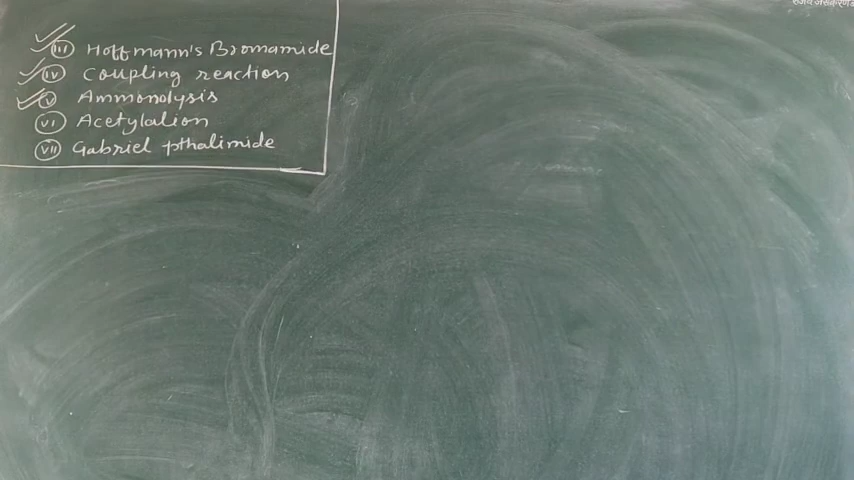 (iii) Hoffmann's Bromamide
(iv) Coupling reaction
(v) Ammonolysis
(vi) Acetylation
(vii) Gabriel pthalimide